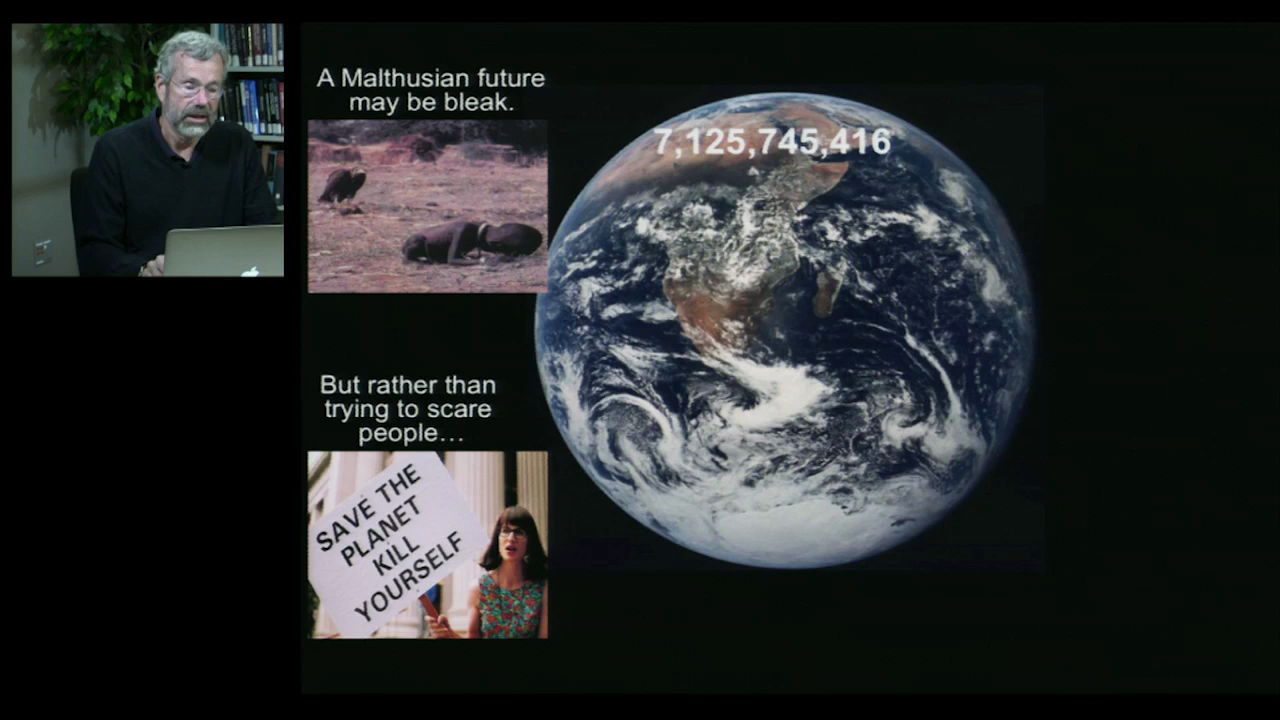 A Malthusian future
may be bleak.
7,125,745,416
But rather than
trying to scare
people…
SAVE THE
PLANET
KILL
YOURSELF